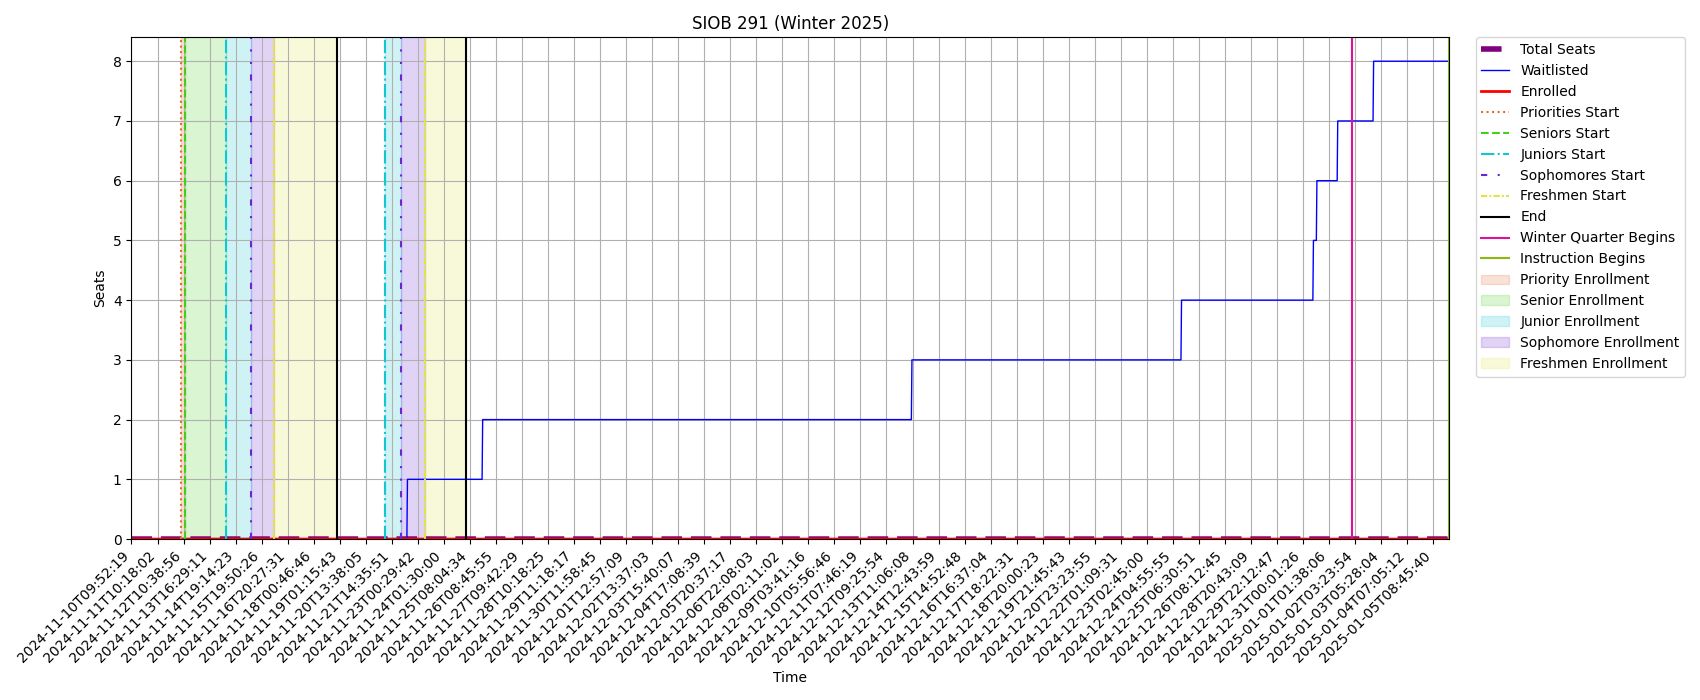 SIOB 291 (Winter 2025)
Seats
8
7
6
5
4
3
2
1
0
2024-11-10T09:52:19
2024-11-11T10:18:02
2024-11-12T10:38:56
2024-11-13T16:29:11
2024-11-14T19:14:23
2024-11-15T19:50:26
2024-11-16T20:27:31
2024-11-18T00:46:46
2024-11-19T01:15:43
2024-11-20T13:38:05
2024-11-21T14:35:51
2024-11-22T03:29:42
2024-11-24T01:30:00
2024-11-25T08:04:34
2024-11-26T08:45:55
2024-11-27T09:42:29
2024-11-28T10:18:25
2024-11-29T11:18:17
2024-11-30T11:58:45
2024-12-01T12:57:09
2024-12-02T13:37:03
2024-12-03T15:40:07
2024-12-04T17:08:39
2024-12-05T20:37:17
2024-12-06T22:08:03
2024-12-08T02:11:02
2024-12-09T03:41:16
2024-12-10T05:56:46
2024-12-11T07:46:19
2024-12-12T09:25:54
2024-12-13T11:06:08
2024-12-14T12:43:59
2024-12-15T14:52:48
2024-12-16T16:37:04
2024-12-17T18:22:31
2024-12-18T20:00:23
2024-12-19T21:45:43
2024-12-20T23:23:55
2024-12-22T01:09:31
2024-12-23T02:45:00
2024-12-24T04:55:55
2024-12-25T06:30:51
2024-12-26T08:12:45
2024-12-28T20:43:09
2024-12-29T22:12:47
2024-12-31T00:01:26
2025-01-01T01:38:06
2025-01-02T03:23:54
2025-01-03T05:28:04
2025-01-04T07:05:12
2025-01-05T08:45:40
Time
Total Seats
Waitlisted
Enrolled
Priorities Start
Seniors Start
Juniors Start
Sophomores Start
Freshmen Start
End
Winter Quarter Begins
Instruction Begins
Priority Enrollment
Senior Enrollment
Junior Enrollment
Sophomore Enrollment
Freshmen Enrollment